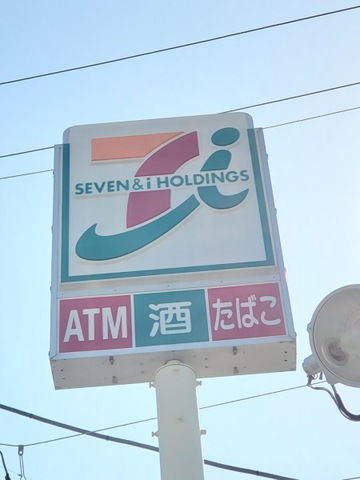 SEVEN & i HOLDINGS
ATM 酒 たばこ